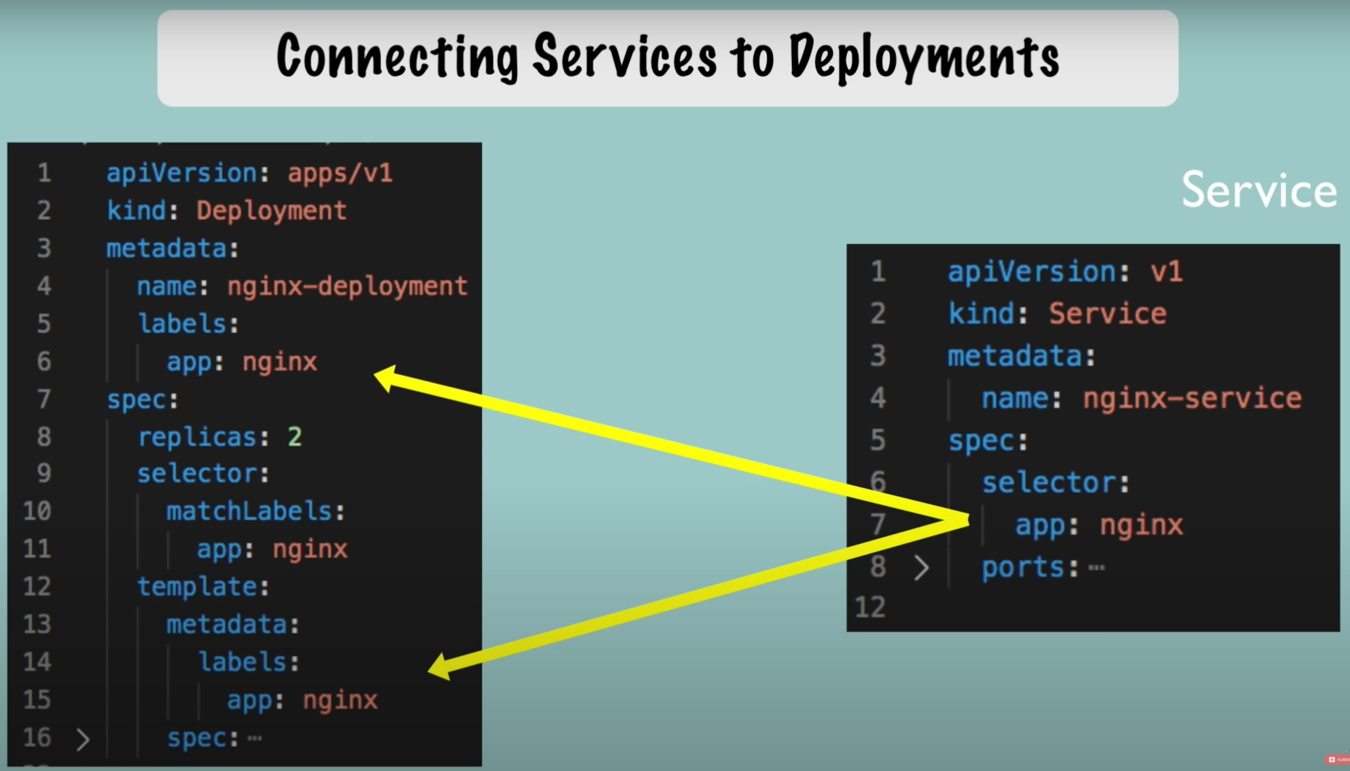 Connecting Services to Deployments
1 apiVersion: apps/v1
2 kind: Deployment
3 metadata:
4 name: nginx-deployment
5 labels:
6 app: nginx
7 spec:
8 replicas: 2
9 selector:
10 matchLabels:
11 app: nginx
12 template:
13 metadata:
14 labels:
15 app: nginx
16 > spec:⋯
Service
1 apiVersion: v1
2 kind: Service
3 metadata:
4 name: nginx-service
5 spec:
6 selector:
7 app: nginx
8 > ports:⋯
12